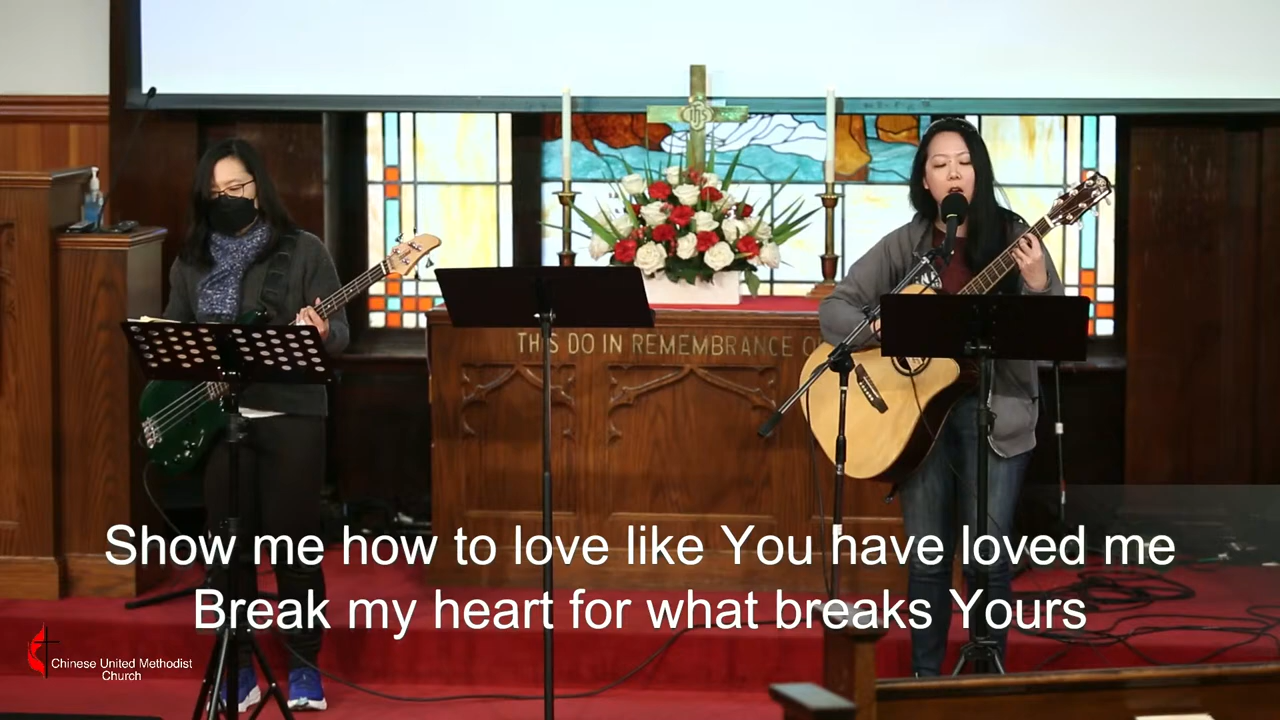 IHS
THIS DO IN REMEMBRANCE O
Show me how to love like You have loved me
Break my heart for what breaks Yours
Chinese United Methodist
Church